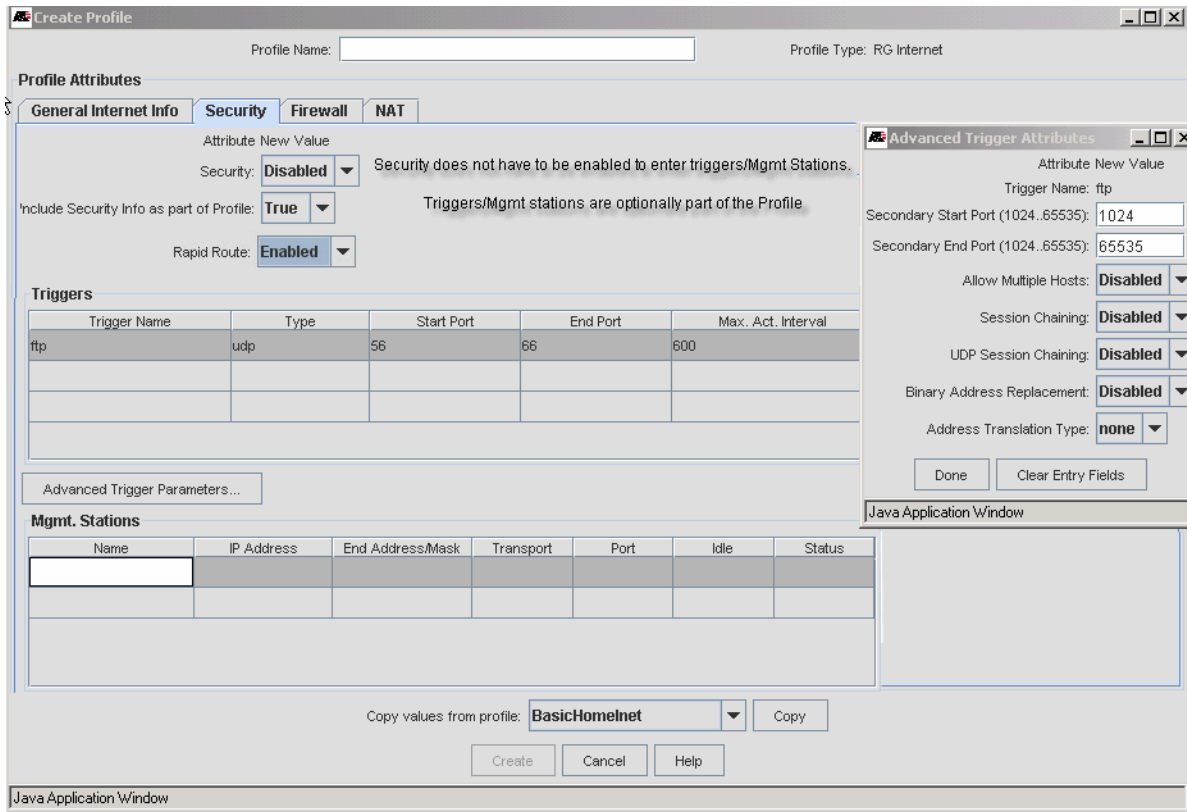 Create Profile
Profile Name:
Profile Type: RG Internet
Profile Attributes
General Internet Info
Security
Firewall
NAT
Attribute New Value
Security: Disabled
Security does not have to be enabled to enter triggers/Mgmt Stations.
Include Security Info as part of Profile: True
Triggers/Mgmt stations are optionally part of the Profile
Rapid Route: Enabled
Triggers
Trigger Name Type Start Port End Port Max. Act. Interval
ftp udp 56 66 600
Advanced Trigger Parameters...
Mgmt. Stations
Name IP Address End Address/Mask Transport Port Idle Status
Copy values from profile: BasicHomeInet Copy
Create Cancel Help
Java Application Window
Advanced Trigger Attributes
Attribute New Value
Trigger Name: ftp
Secondary Start Port (1024..65535): 1024
Secondary End Port (1024..65535): 65535
Allow Multiple Hosts: Disabled
Session Chaining: Disabled
UDP Session Chaining: Disabled
Binary Address Replacement: Disabled
Address Translation Type: none
Done Clear Entry Fields
Java Application Window